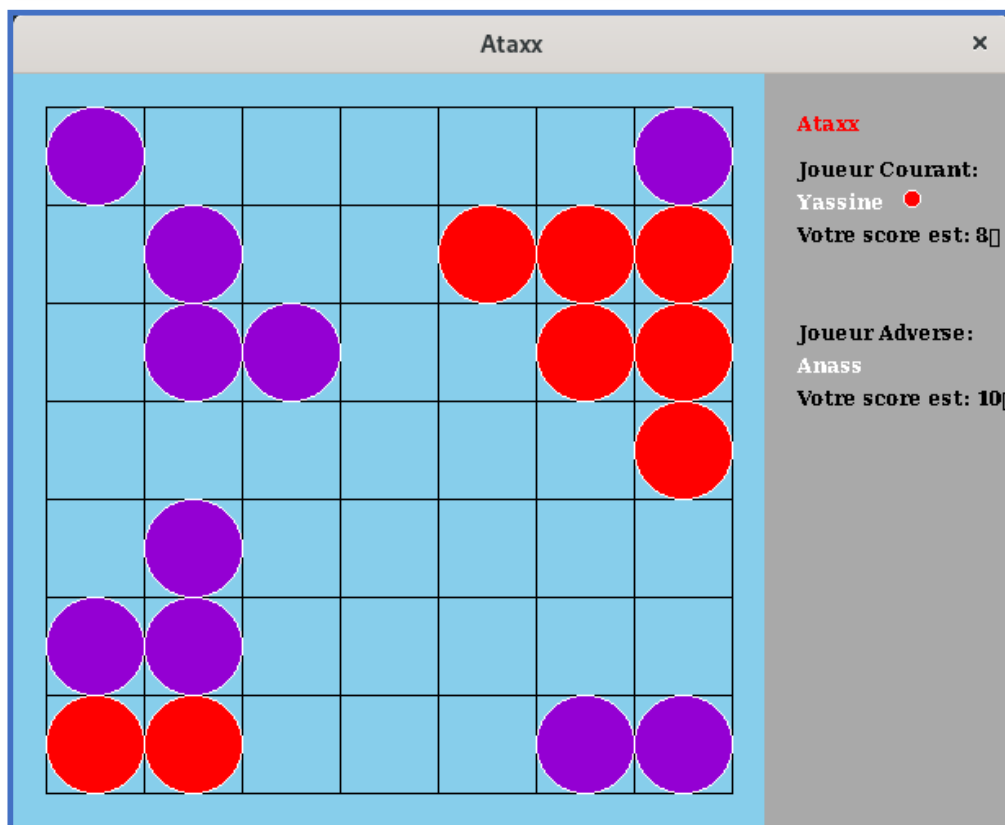 Ataxx
Ataxx
Joueur Courant:
Yassine
Votre score est: 8
Joueur Adverse:
Anass
Votre score est: 10